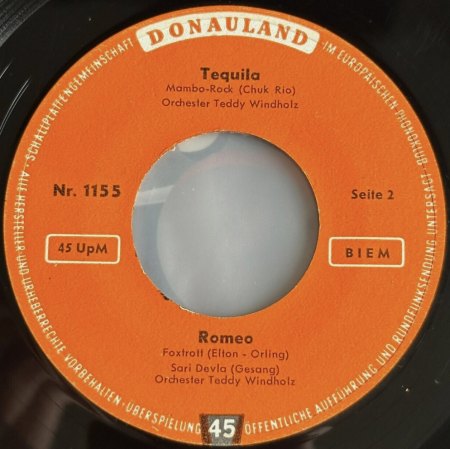 DONAULAND
SCHALLPLATTENGEMEINSCHAFT
IM EUROPÄISCHEN PHONOKLUB
Tequila
Mambo-Rock (Chuk Rio)
Orchester Teddy Windholz
Nr. 1155
Seite 2
45 UpM
BIEM
Romeo
Foxtrott (Elton - Orling)
Sari Devla (Gesang)
Orchester Teddy Windholz
ALLE HERSTELLER- UND URHEBERRECHTE VORBEHALTEN · ÜBERSPIELUNG
45
ÖFFENTLICHE AUFFÜHRUNG UND RUNDFUNKSENDUNG UNTERSAGT